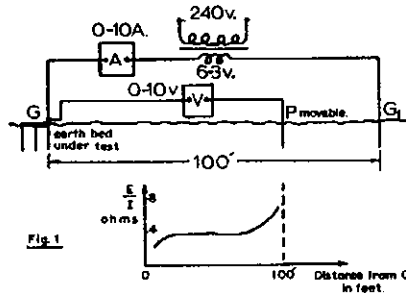 240v.
0-10A.
A
6·3v.
0-10v
V
G
P movable.
G₁
earth bed
under test
100'
E/I
ohms
8
4
Fig 1
0
100'
Distance from G
in feet.